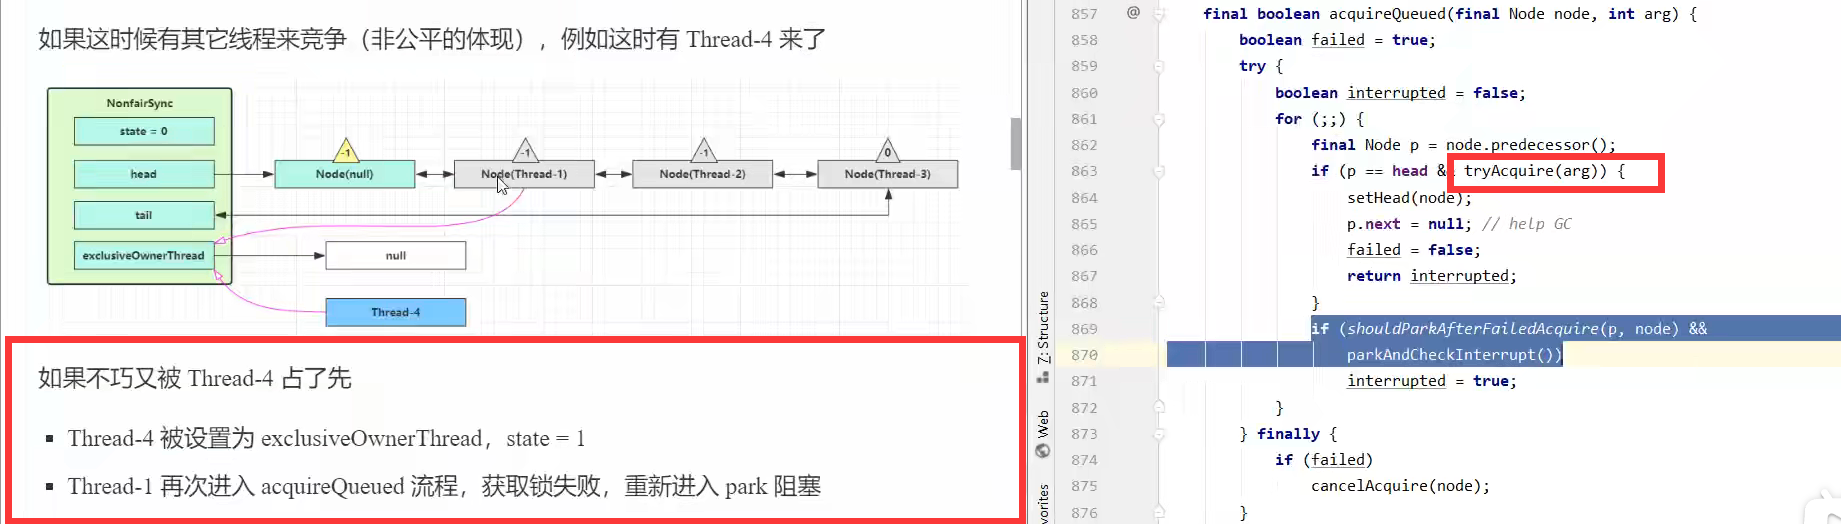 如果这时候有其它线程来竞争（非公平的体现），例如这时有 Thread-4 来了
NonfairSync
state = 0
head
tail
exclusiveOwnerThread
-1
Node(null)
-1
Node(Thread-1)
-1
Node(Thread-2)
0
Node(Thread-3)
null
Thread-4
如果不巧又被 Thread-4 占了先
▪ Thread-4 被设置为 exclusiveOwnerThread，state = 1
▪ Thread-1 再次进入 acquireQueued 流程，获取锁失败，重新进入 park 阻塞
Z: Structure
Web
vorites
857 @ final boolean acquireQueued(final Node node, int arg) {
858 boolean failed = true;
859 try {
860 boolean interrupted = false;
861 for (;;) {
862 final Node p = node.predecessor();
863 if (p == head & tryAcquire(arg)) {
864 setHead(node);
865 p.next = null; // help GC
866 failed = false;
867 return interrupted;
868 }
869 if (shouldParkAfterFailedAcquire(p, node) &&
870 parkAndCheckInterrupt())
871 interrupted = true;
872 }
873 } finally {
874 if (failed)
875 cancelAcquire(node);
876 }